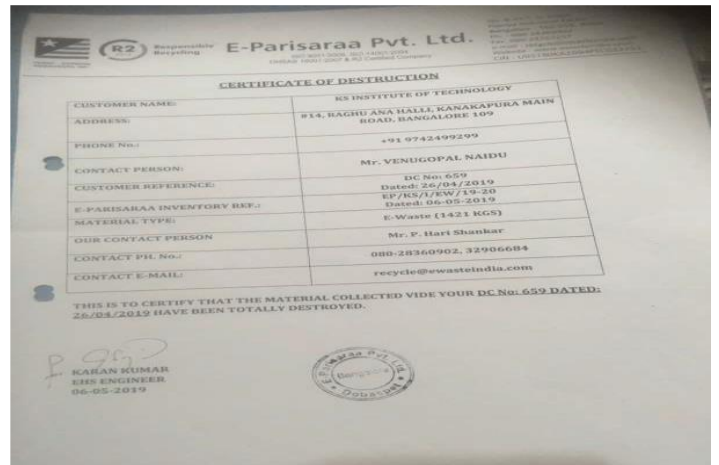 R2
Responsible
Recycling
E-Parisaraa Pvt. Ltd.
CERTIFICATE OF DESTRUCTION
CUSTOMER NAME: KS INSTITUTE OF TECHNOLOGY
ADDRESS: #14, RAGHU ANA HALLI, KANAKAPURA MAIN
ROAD, BANGALORE 109
PHONE No.: +91 9742499299
CONTACT PERSON: Mr. VENUGOPAL NAIDU
CUSTOMER REFERENCE: DC No: 659
Dated: 26/04/2019
E-PARISARAA INVENTORY REF.: EP/KS/I/EW/19-20
Dated: 06-05-2019
MATERIAL TYPE: E-Waste (1421 KGS)
OUR CONTACT PERSON Mr. P. Hari Shankar
CONTACT PH. No.: 080-28360902, 32906684
CONTACT E-MAIL: recycle@ewasteindia.com
THIS IS TO CERTIFY THAT THE MATERIAL COLLECTED VIDE YOUR DC No: 659 DATED:
26/04/2019 HAVE BEEN TOTALLY DESTROYED.
KARAN KUMAR
EHS ENGINEER
06-05-2019
E-Parisaraa Pvt. Ltd.
Bangalore
Dobaspet